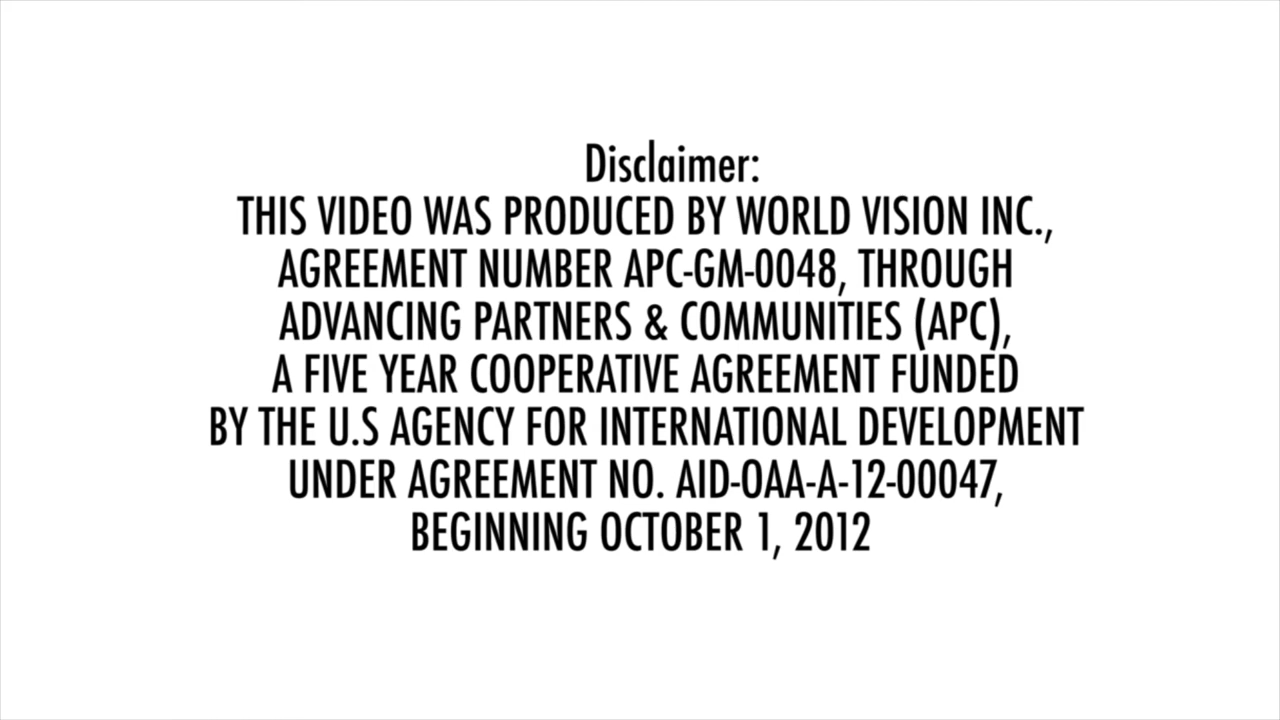 Disclaimer:
THIS VIDEO WAS PRODUCED BY WORLD VISION INC.,
AGREEMENT NUMBER APC-GM-0048, THROUGH
ADVANCING PARTNERS & COMMUNITIES (APC),
A FIVE YEAR COOPERATIVE AGREEMENT FUNDED
BY THE U.S AGENCY FOR INTERNATIONAL DEVELOPMENT
UNDER AGREEMENT NO. AID-OAA-A-12-00047,
BEGINNING OCTOBER 1, 2012